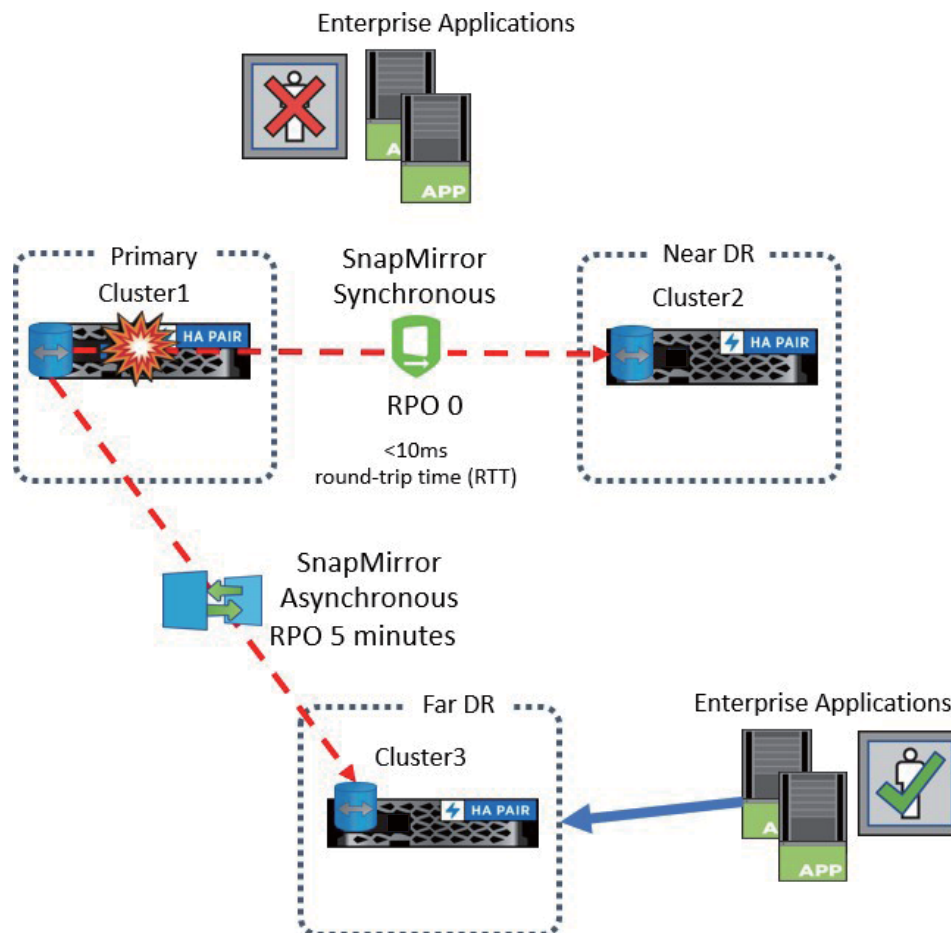 Enterprise Applications
A
APP
Primary
Cluster1
HA PAIR
SnapMirror
Synchronous
RPO 0
<10ms
round-trip time (RTT)
Near DR
Cluster2
HA PAIR
SnapMirror
Asynchronous
RPO 5 minutes
Far DR
Cluster3
HA PAIR
Enterprise Applications
A
APP